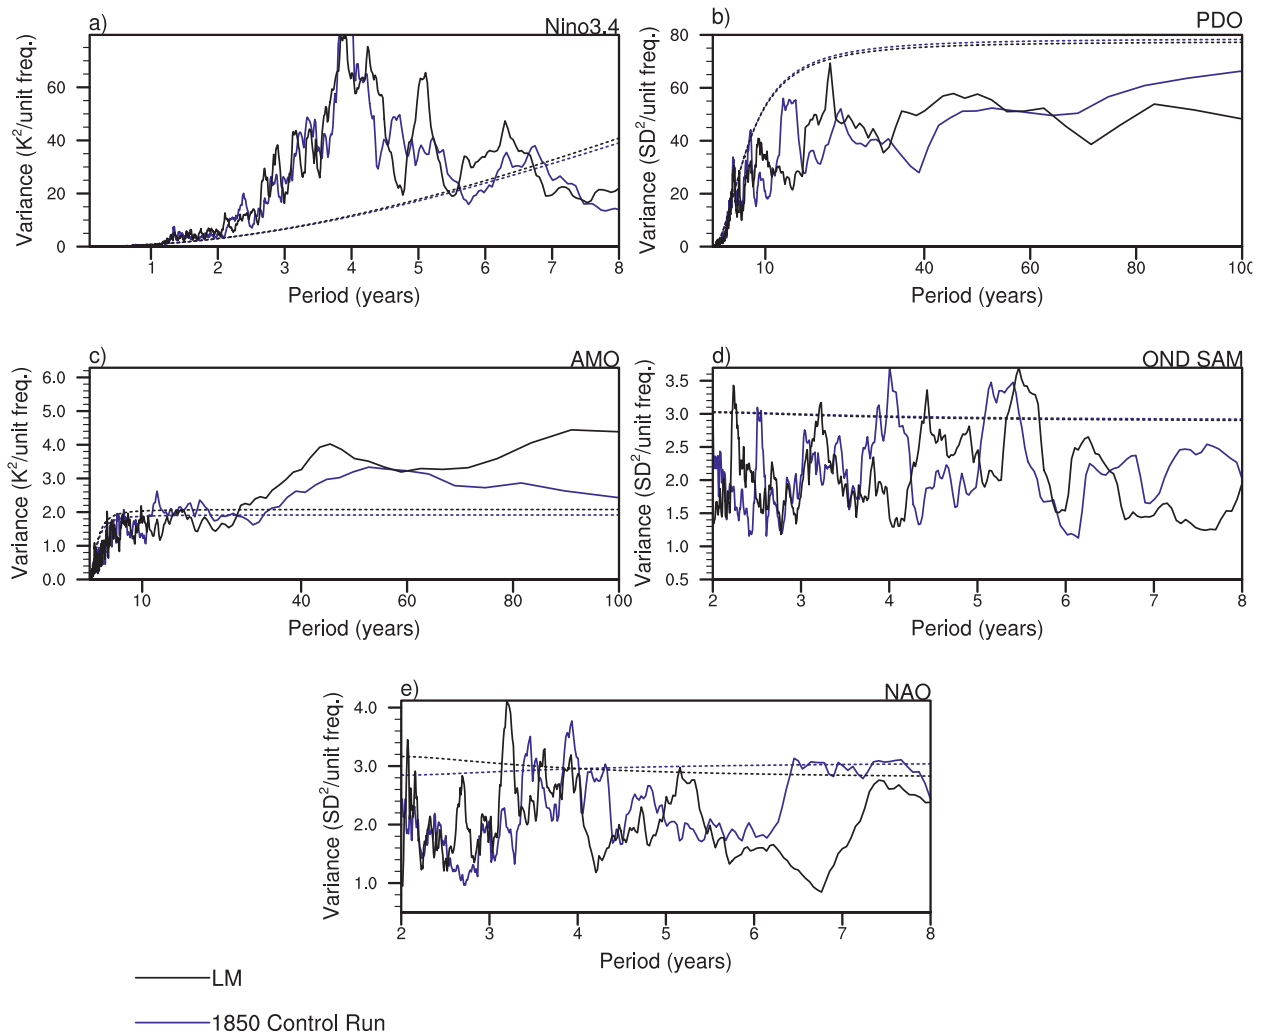 a) Nino3.4
Variance (K²/unit freq.)
60
40
20
0
1 2 3 4 5 6 7 8
Period (years)
b) PDO
Variance (SD²/unit freq.)
80
60
40
20
0
10 40 60 80 100
Period (years)
c) AMO
Variance (K²/unit freq.)
6.0
5.0
4.0
3.0
2.0
1.0
0.0
10 40 60 80 100
Period (years)
d) OND SAM
Variance (SD²/unit freq.)
3.5
3.0
2.5
2.0
1.5
1.0
0.5
2 3 4 5 6 7 8
Period (years)
e) NAO
Variance (SD²/unit freq.)
4.0
3.0
2.0
1.0
2 3 4 5 6 7 8
Period (years)
LM
1850 Control Run